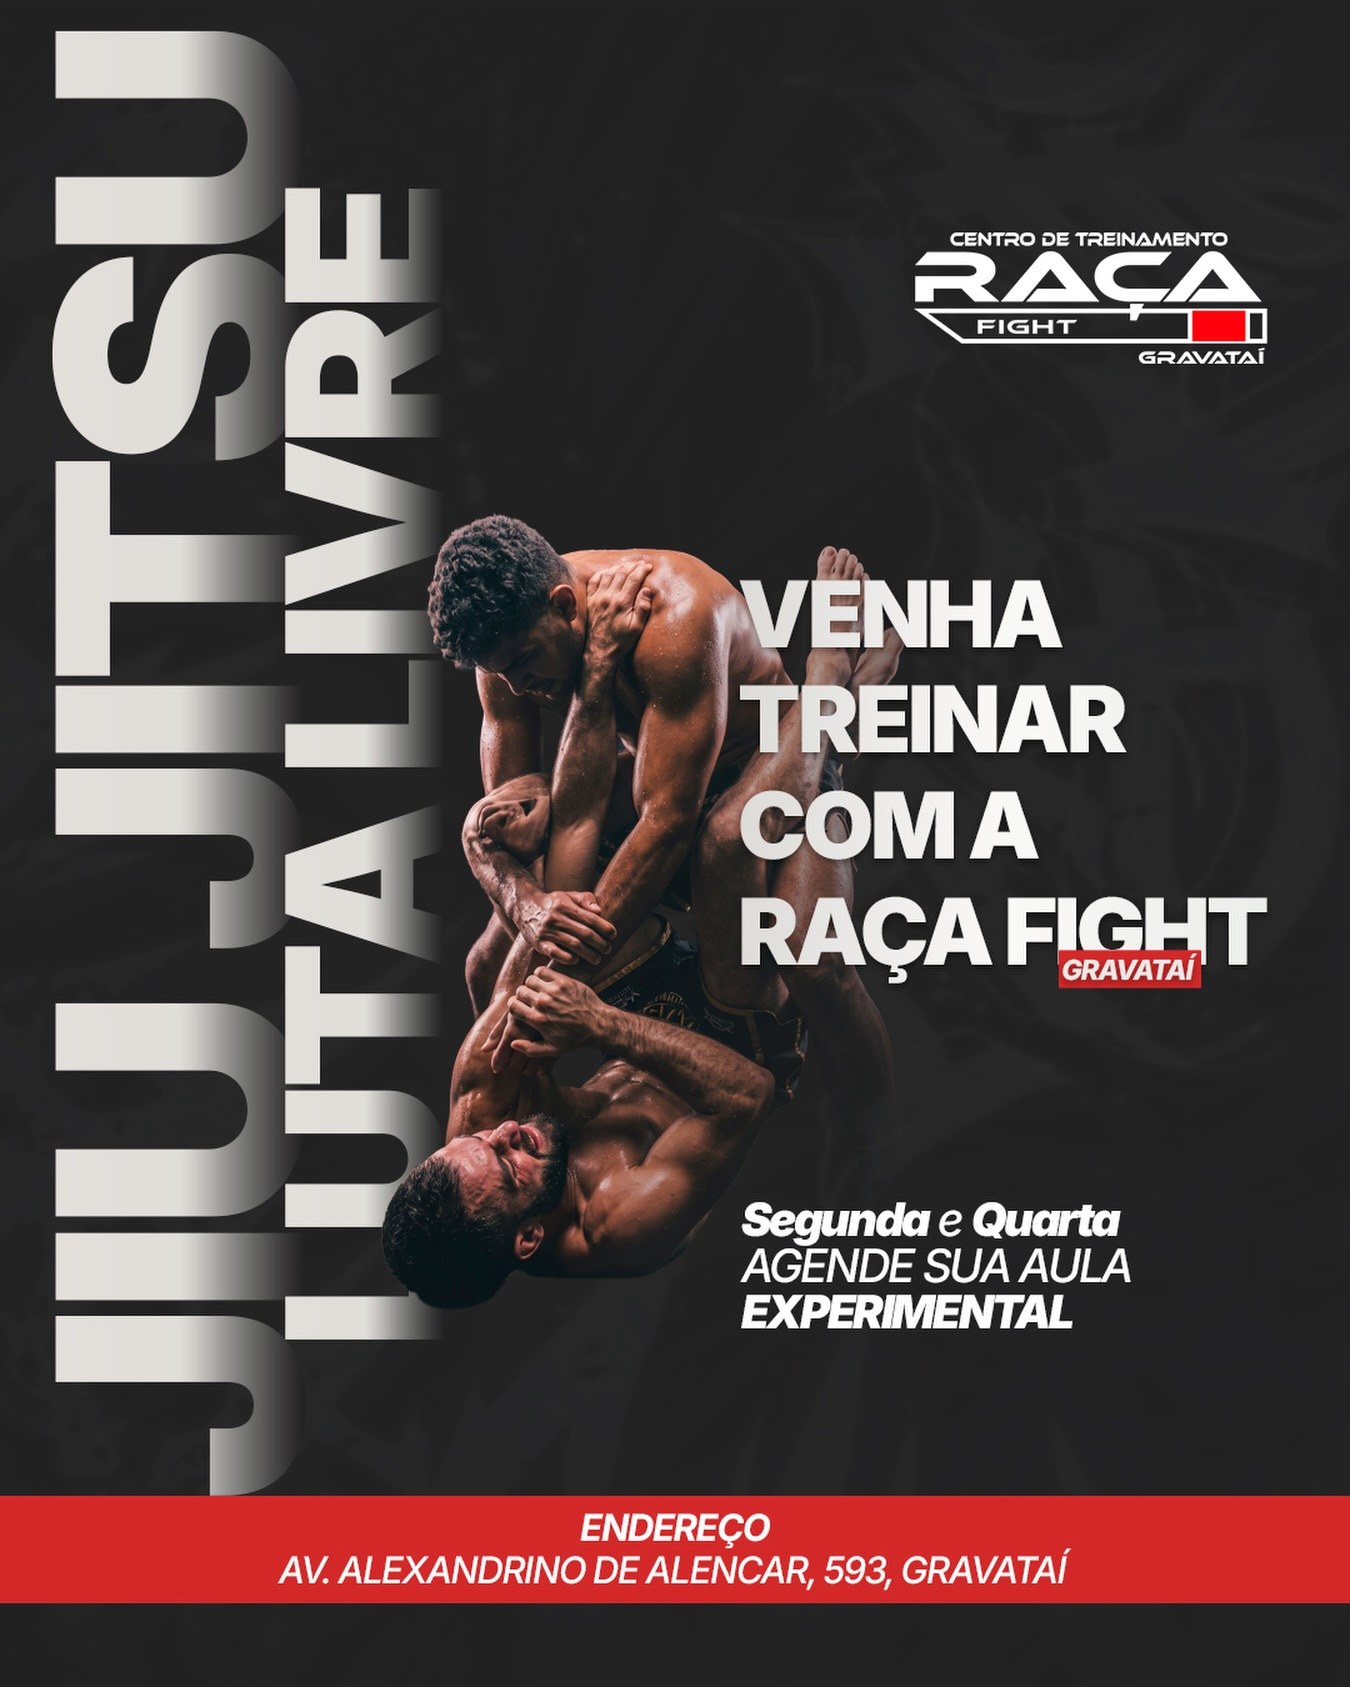 JIU JITSU
LUTA LIVRE
CENTRO DE TREINAMENTO
RAÇA
FIGHT
GRAVATAÍ
VENHA
TREINAR
COM A
RAÇA FIGHT
GRAVATAÍ
Segunda e Quarta
AGENDE SUA AULA
EXPERIMENTAL
ENDEREÇO
AV. ALEXANDRINO DE ALENCAR, 593, GRAVATAÍ